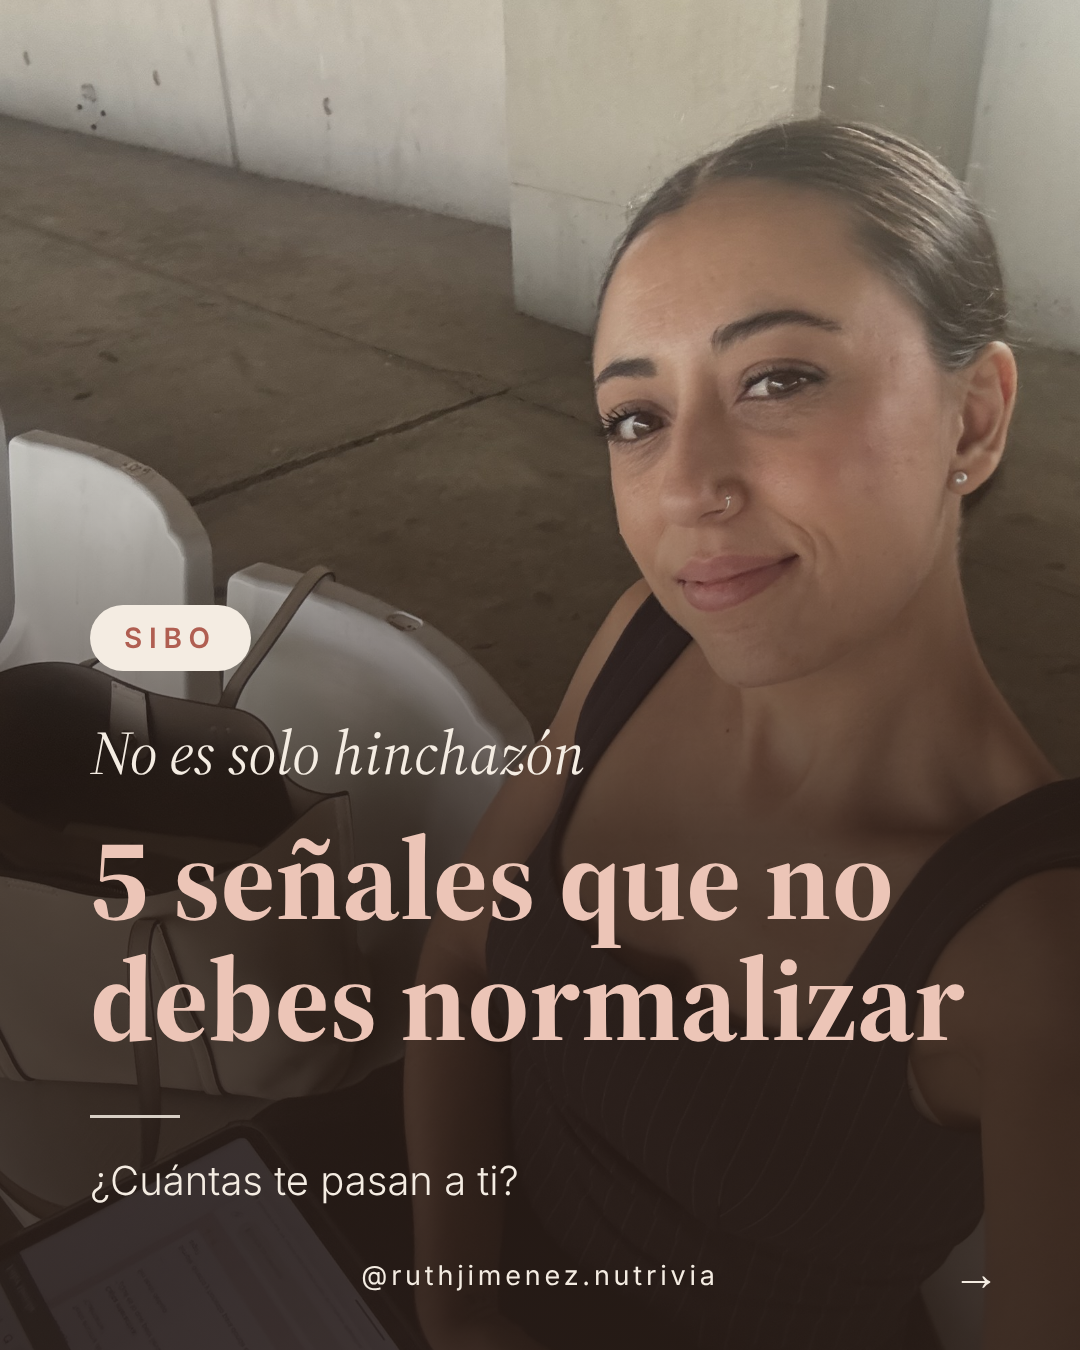 SIBO
No es solo hinchazón
5 señales que no
debes normalizar
¿Cuántas te pasan a ti?
@ruthjimenez.nutrivia
→